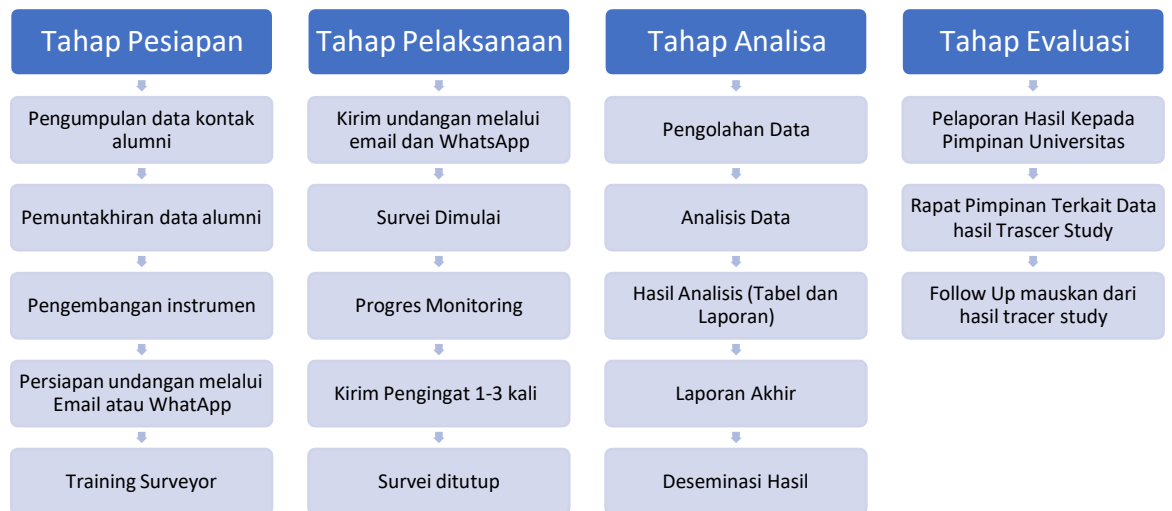 Tahap Pesiapan
Pengumpulan data kontak
alumni
Pemuntakhiran data alumni
Pengembangan instrumen
Persiapan undangan melalui
Email atau WhatApp
Training Surveyor
Tahap Pelaksanaan
Kirim undangan melalui
email dan WhatsApp
Survei Dimulai
Progres Monitoring
Kirim Pengingat 1-3 kali
Survei ditutup
Tahap Analisa
Pengolahan Data
Analisis Data
Hasil Analisis (Tabel dan
Laporan)
Laporan Akhir
Deseminasi Hasil
Tahap Evaluasi
Pelaporan Hasil Kepada
Pimpinan Universitas
Rapat Pimpinan Terkait Data
hasil Trascer Study
Follow Up mauskan dari
hasil tracer study